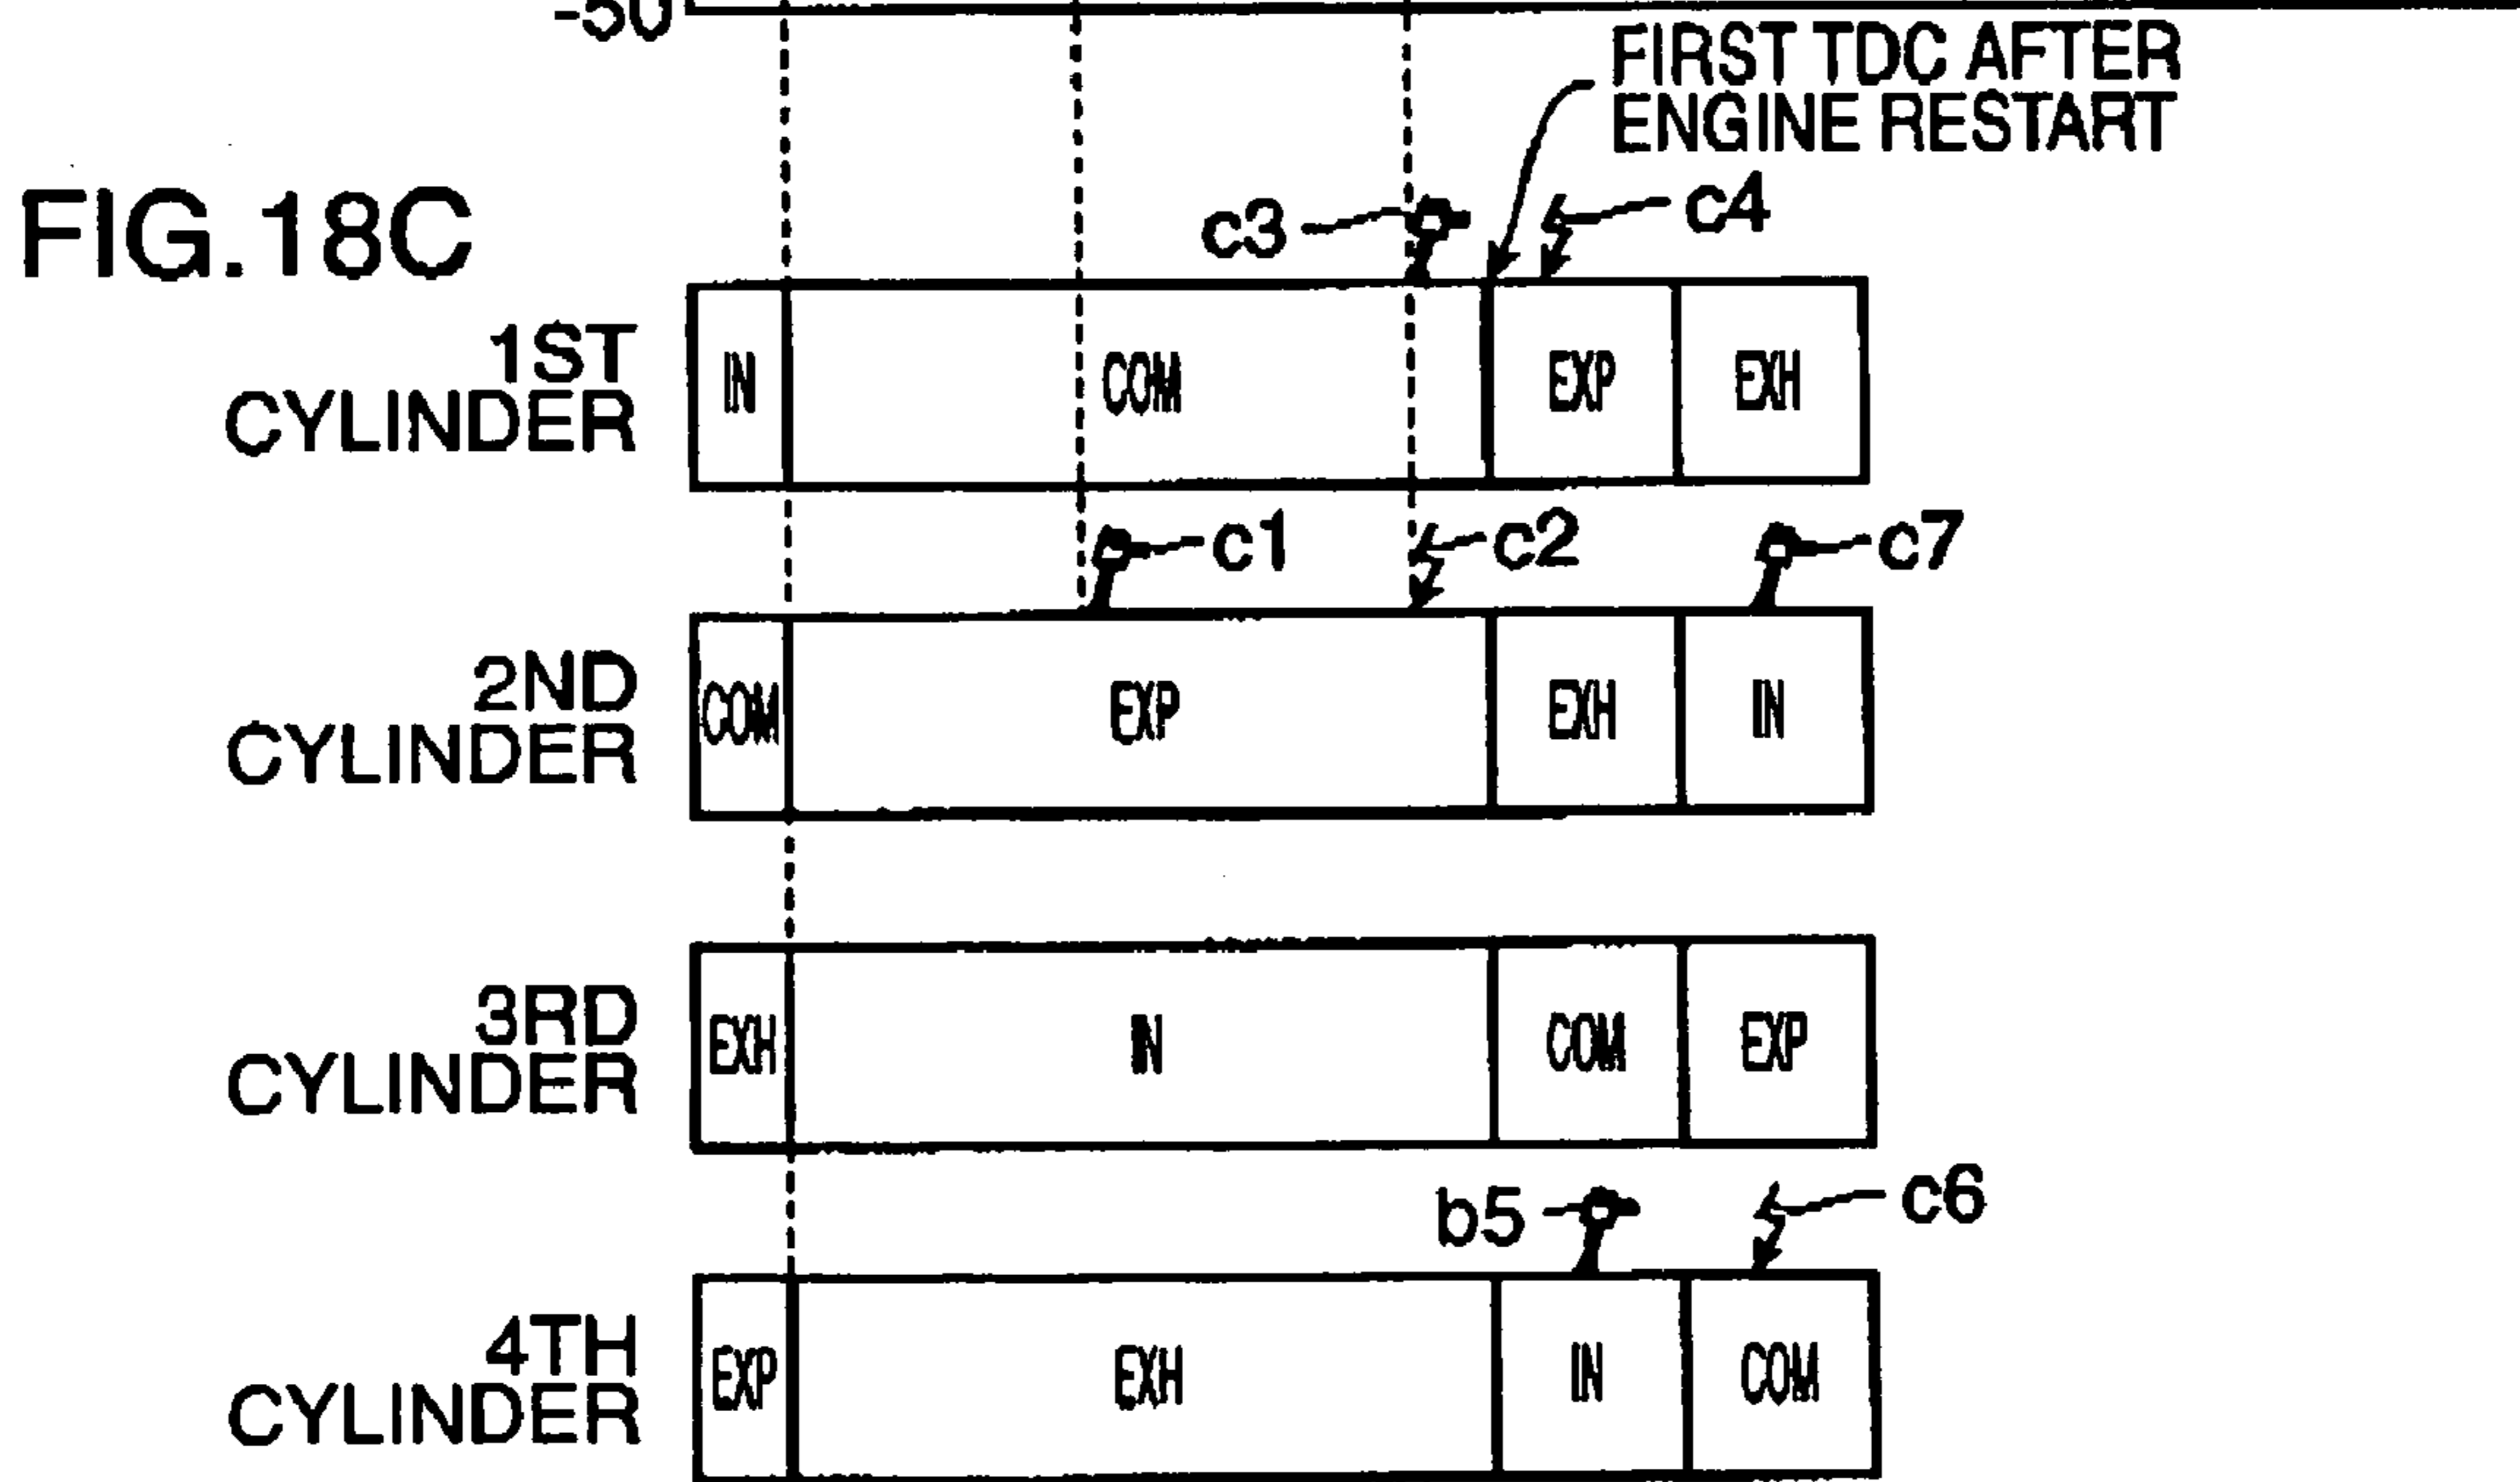 -50
FIRST TDC AFTER
ENGINE RESTART
FIG.18C
c3
c4
1ST
CYLINDER
IN
COM
EXP
EXH
c1
c2
c7
2ND
CYLINDER
COM
EXP
EXH
IN
3RD
CYLINDER
EXH
IN
COM
EXP
b5
c6
4TH
CYLINDER
EXP
EXH
IN
COM